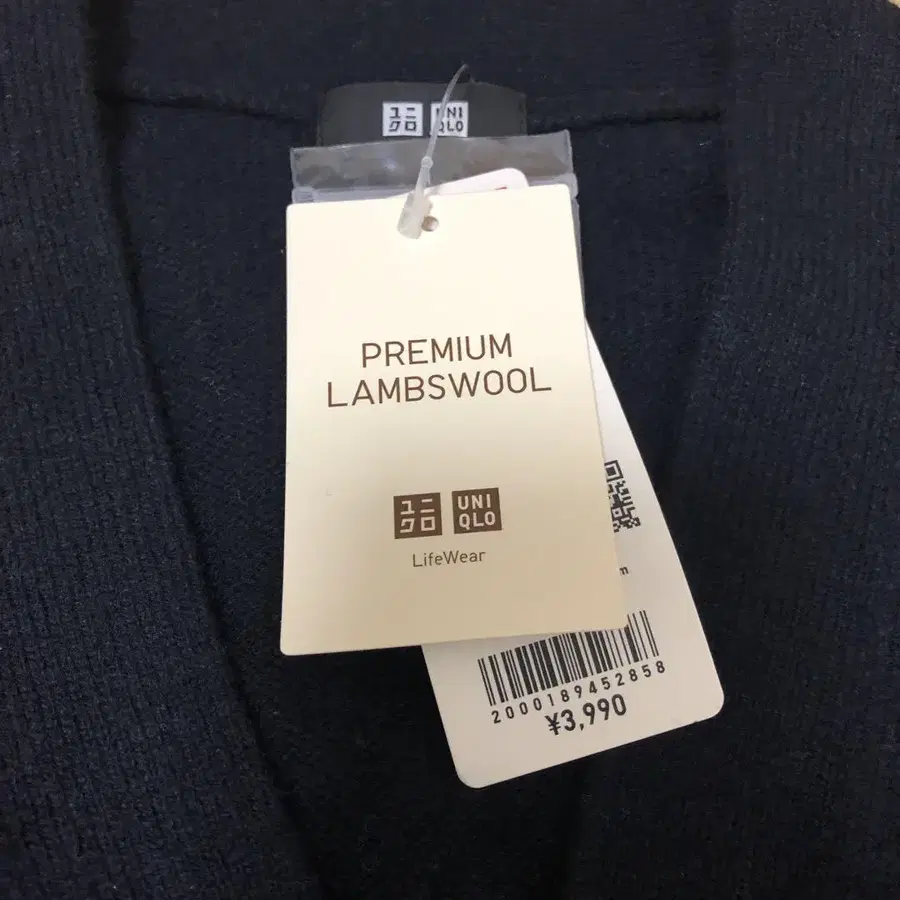 ユニ UNI
クロ QLO
PREMIUM
LAMBSWOOL
ユニ UNI
クロ QLO
LifeWear
m
2000189452858
¥3,990